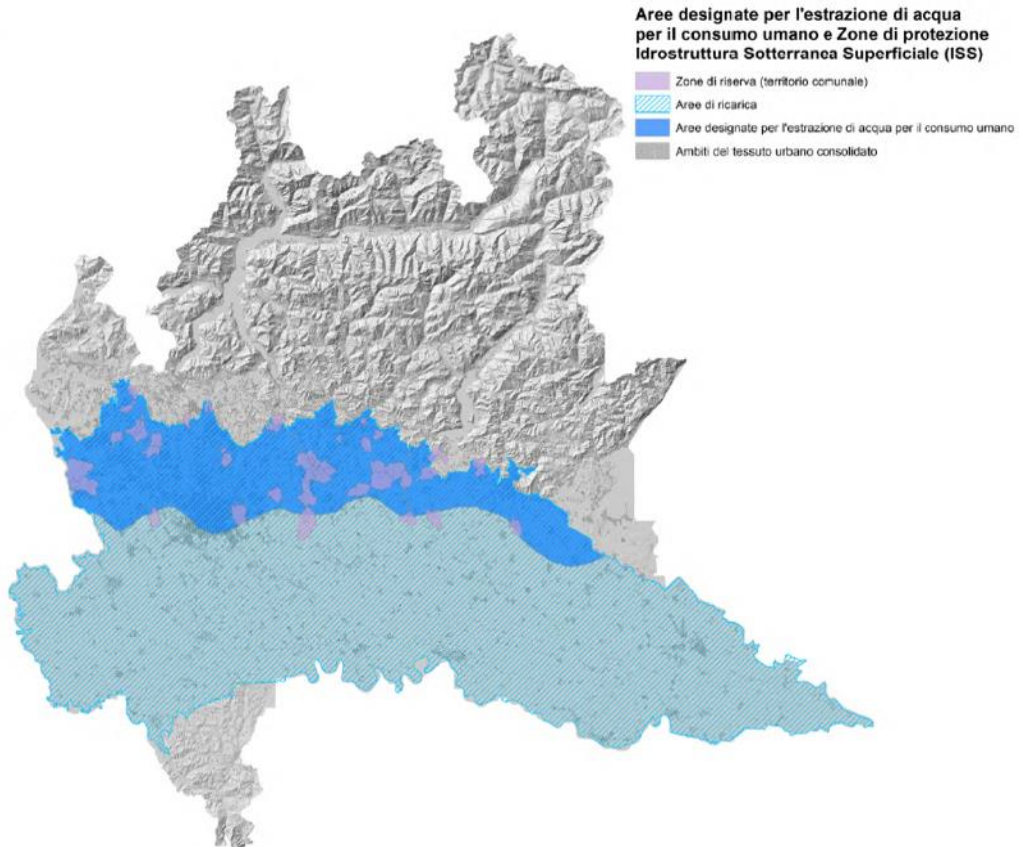 Aree designate per l'estrazione di acqua
per il consumo umano e Zone di protezione
Idrostruttura Sotterranea Superficiale (ISS)
Zone di riserva (territorio comunale)
Aree di ricarica
Aree designate per l'estrazione di acqua per il consumo umano
Ambiti del tessuto urbano consolidato